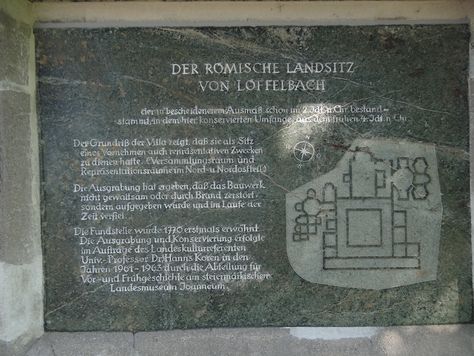 DER RÖMISCHE LANDSITZ
VON LÖFFELBACH
der in bescheidenerem Ausmaß schon im 2. Jdt. n. Chr. bestand –
stammt, in dem hier konservierten Umfange, aus dem frühen 4. Jdt. n. Chr.
Der Grundriß der Villa zeigt, daß sie als Sitz
eines Vornehmen auch repräsentativen Zwecken
zu dienen hatte. (Versammlungsraum und
Repräsentationsräume im Nord- u. Nordostteil)
Die Ausgrabung hat ergeben, daß das Bauwerk
nicht gewaltsam oder durch Brand zerstört –
sondern aufgegeben wurde und im Laufe der
Zeit verfiel.
Die Fundstelle wurde 1770 erstmals erwähnt.
Die Ausgrabung und Konservierung erfolgte
im Auftrage des Landeskulturreferenten
Univ.-Professor Dr. Hanns Koren in den
Jahren 1961–1963 durch die Abteilung für
Vor- und Frühgeschichte am steiermärkischen
Landesmuseum Joanneum.